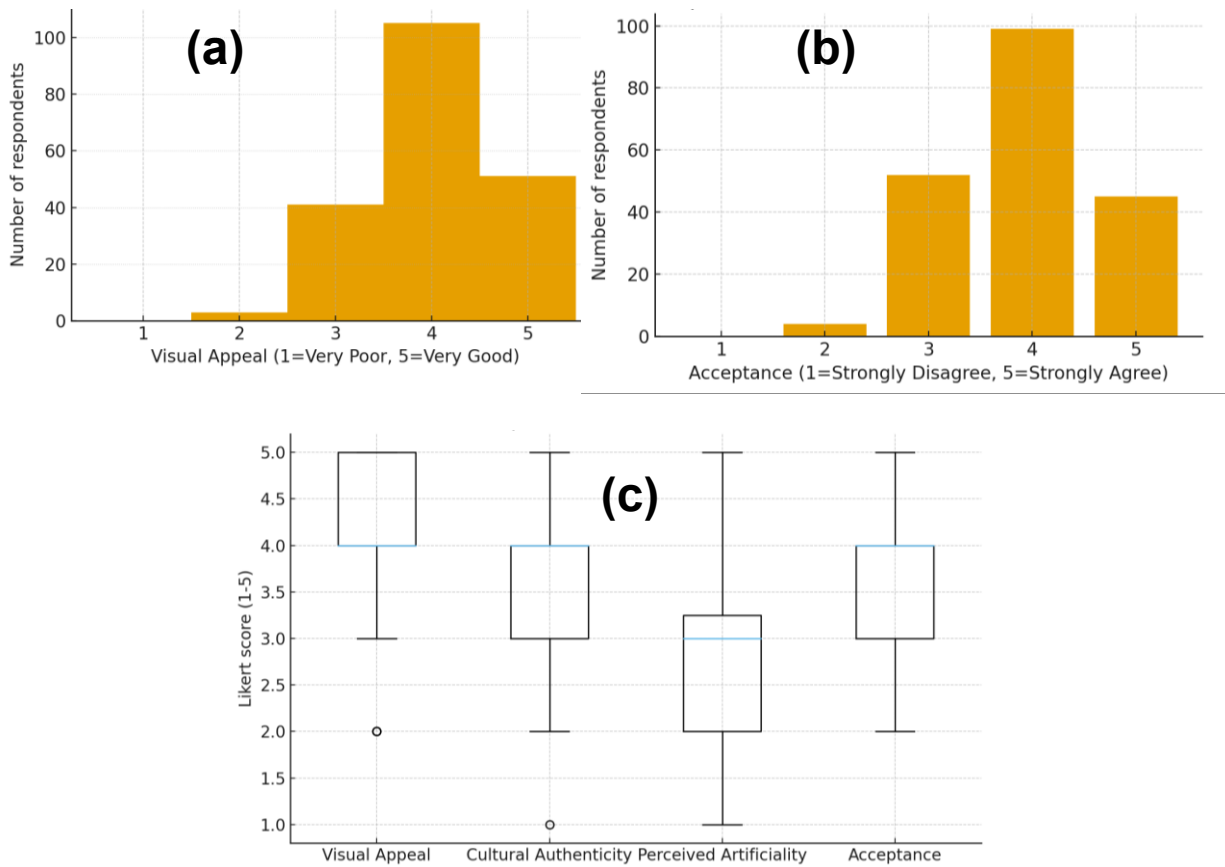 (a)
100
80
60
40
20
0
Number of respondents
1 2 3 4 5
Visual Appeal (1=Very Poor, 5=Very Good)
(b)
100
80
60
40
20
0
Number of respondents
1 2 3 4 5
Acceptance (1=Strongly Disagree, 5=Strongly Agree)
(c)
5.0
4.5
4.0
3.5
3.0
2.5
2.0
1.5
1.0
Likert score (1-5)
Visual Appeal Cultural Authenticity Perceived Artificiality Acceptance